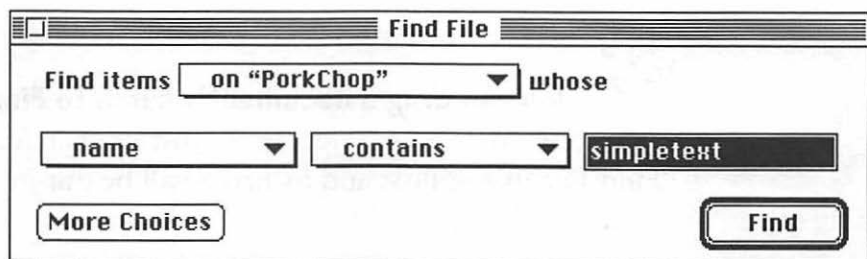 Find File
Find items on “PorkChop” whose
name contains simpletext
More Choices Find